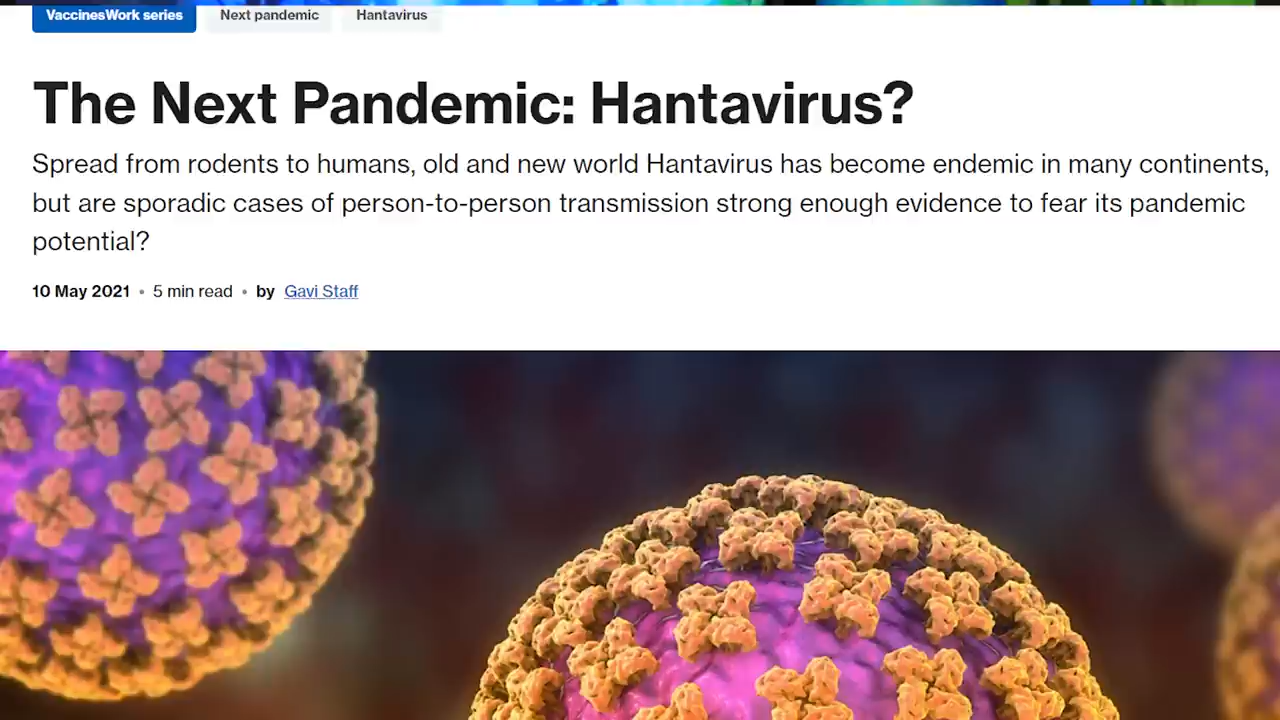 VaccinesWork series Next pandemic Hantavirus
The Next Pandemic: Hantavirus?
Spread from rodents to humans, old and new world Hantavirus has become endemic in many continents,
but are sporadic cases of person-to-person transmission strong enough evidence to fear its pandemic
potential?
10 May 2021 • 5 min read • by Gavi Staff